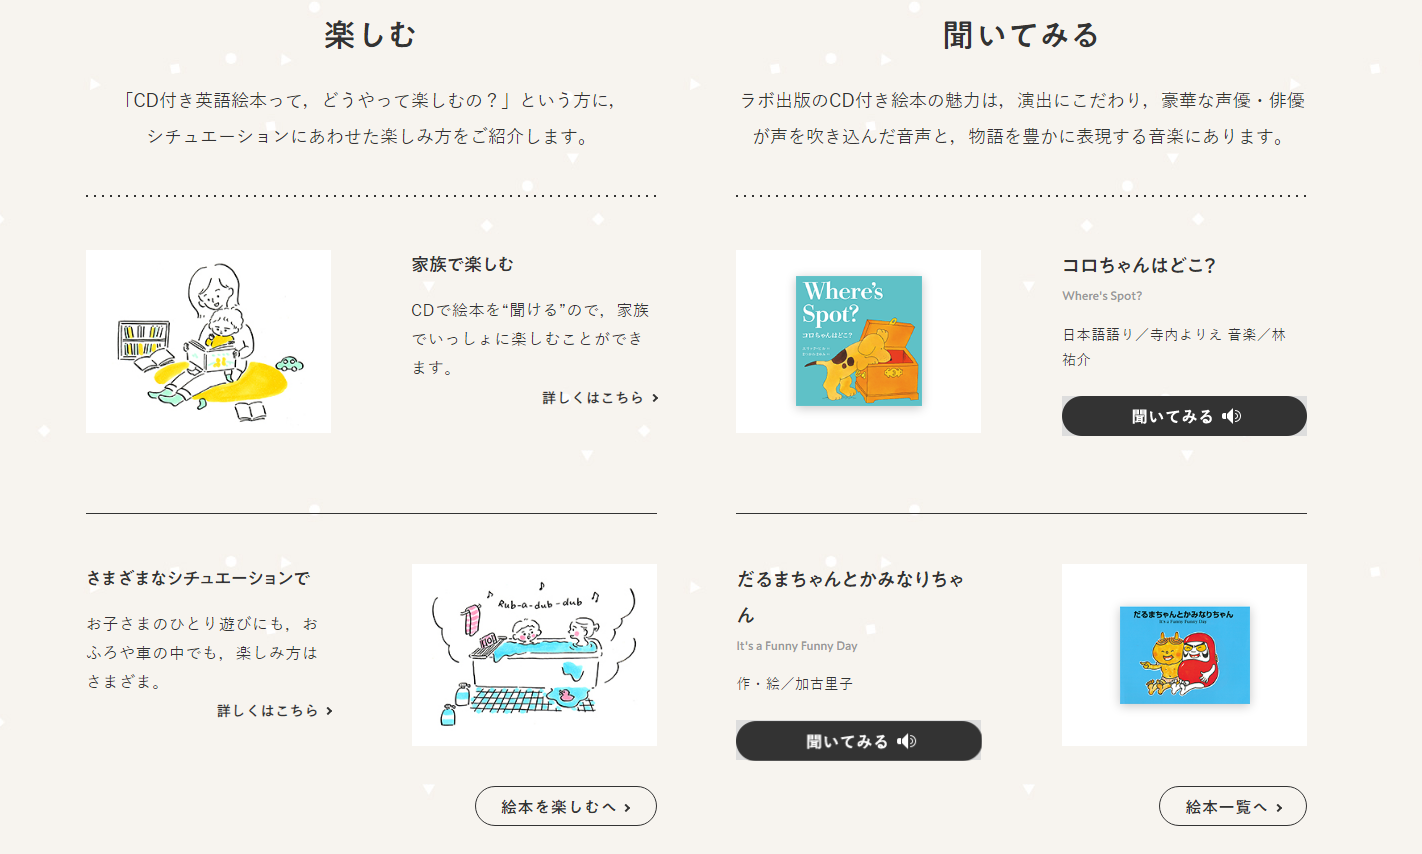 楽しむ
「CD付き英語絵本って，どうやって楽しむの？」という方に，
シチュエーションにあわせた楽しみ方をご紹介します。
家族で楽しむ
CDで絵本を“聞ける”ので，家族
でいっしょに楽しむことができ
ます。
詳しくはこちら
さまざまなシチュエーションで
お子さまのひとり遊びにも，お
ふろや車の中でも，楽しみ方は
さまざま。
詳しくはこちら
Rub-a-dub-dub
絵本を楽しむへ
聞いてみる
ラボ出版のCD付き絵本の魅力は，演出にこだわり，豪華な声優・俳優
が声を吹き込んだ音声と，物語を豊かに表現する音楽にあります。
Where's
Spot?
コロちゃんはどこ?
コロちゃんはどこ?
Where's Spot?
日本語語り／寺内よりえ 音楽／林
祐介
聞いてみる
だるまちゃんとかみなりちゃ
ん
It's a Funny Funny Day
作・絵／加古里子
聞いてみる
だるまちゃんとかみなりちゃん
It's a Funny Funny Day
絵本一覧へ